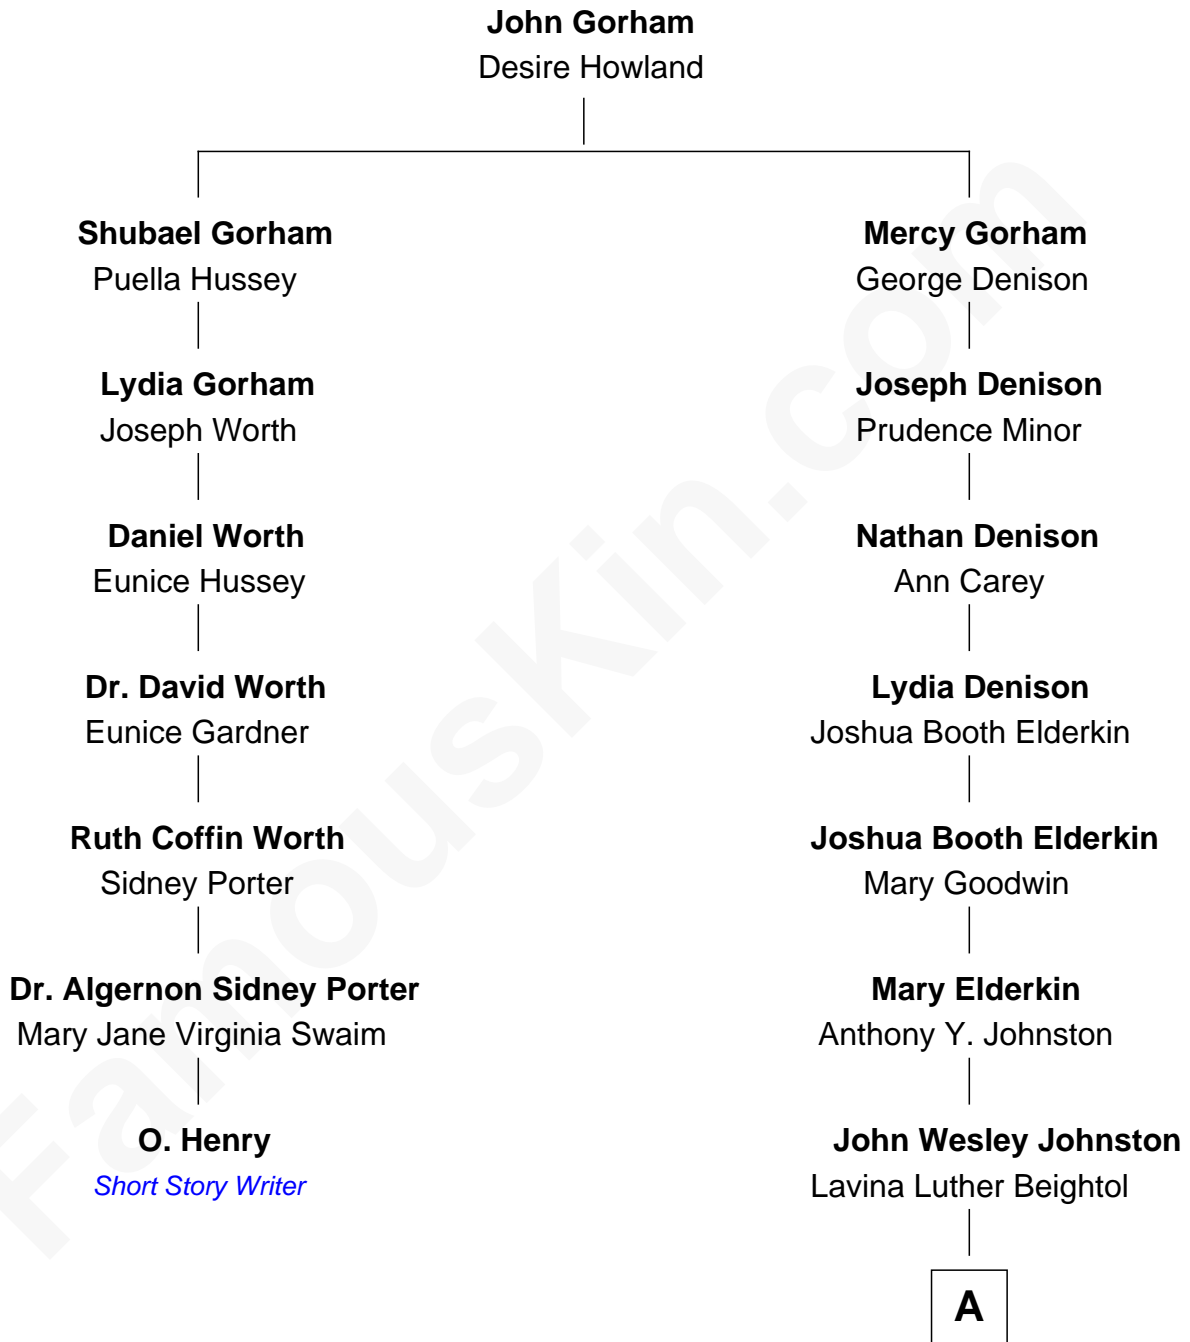 John Gorham
Desire Howland
Shubael Gorham
Puella Hussey
Mercy Gorham
George Denison
Lydia Gorham
Joseph Worth
Joseph Denison
Prudence Minor
Daniel Worth
Eunice Hussey
Nathan Denison
Ann Carey
Dr. David Worth
Eunice Gardner
Lydia Denison
Joshua Booth Elderkin
Ruth Coffin Worth
Sidney Porter
Joshua Booth Elderkin
Mary Goodwin
Dr. Algernon Sidney Porter
Mary Jane Virginia Swaim
Mary Elderkin
Anthony Y. Johnston
O. Henry
Short Story Writer
John Wesley Johnston
Lavina Luther Beightol
A
FamousKin.com